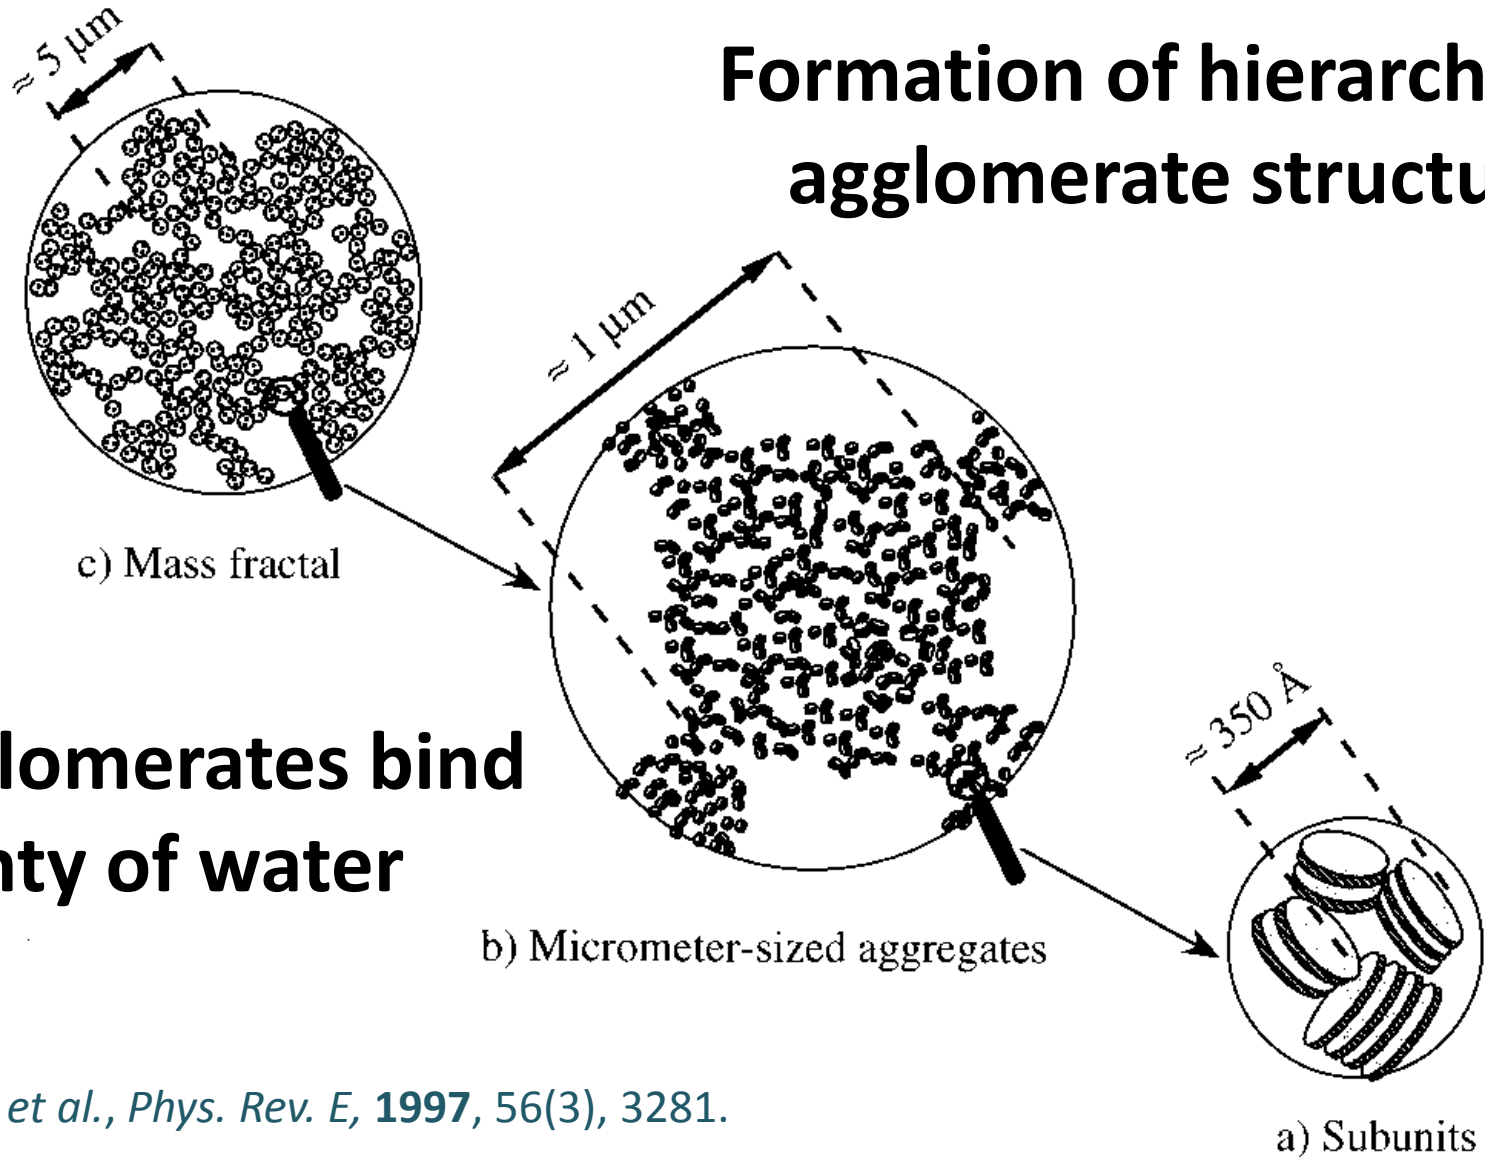 ≈ 5 μm
Formation of hierarch
agglomerate structu
≈ 1 μm
c) Mass fractal
≈ 350 Å
lomerates bind
nty of water
b) Micrometer-sized aggregates
et al., Phys. Rev. E, 1997, 56(3), 3281.
a) Subunits